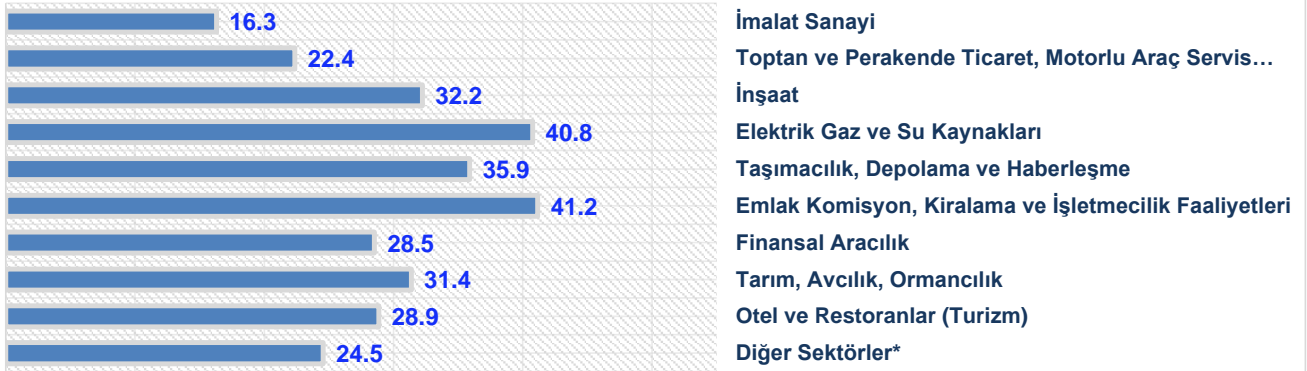 16.3 İmalat Sanayi
22.4 Toptan ve Perakende Ticaret, Motorlu Araç Servis…
32.2 İnşaat
40.8 Elektrik Gaz ve Su Kaynakları
35.9 Taşımacılık, Depolama ve Haberleşme
41.2 Emlak Komisyon, Kiralama ve İşletmecilik Faaliyetleri
28.5 Finansal Aracılık
31.4 Tarım, Avcılık, Ormancılık
28.9 Otel ve Restoranlar (Turizm)
24.5 Diğer Sektörler*